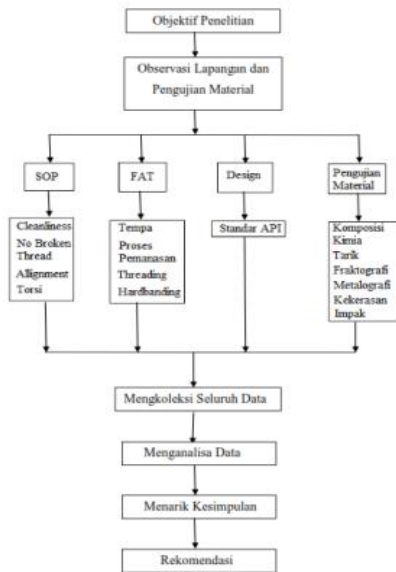 Objektif Penelitian
Observasi Lapangan dan
Pengujian Material
SOP
FAT
Design
Pengujian
Material
Cleanliness
No Broken
Thread
Allignment
Torsi
Tempa
Proses
Pemanasan
Threading
Hardbanding
Standar API
Komposisi
Kimia
Tarik
Fraktografi
Metalografi
Kekerasan
Impak
Mengkoleksi Seluruh Data
Menganalisa Data
Menarik Kesimpulan
Rekomendasi